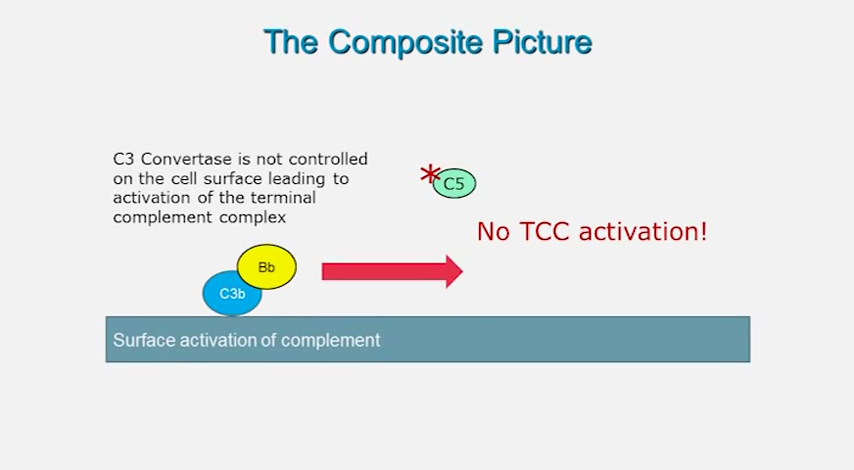 The Composite Picture
C3 Convertase is not controlled
on the cell surface leading to
activation of the terminal
complement complex
*
C5
No TCC activation!
Bb
C3b
Surface activation of complement